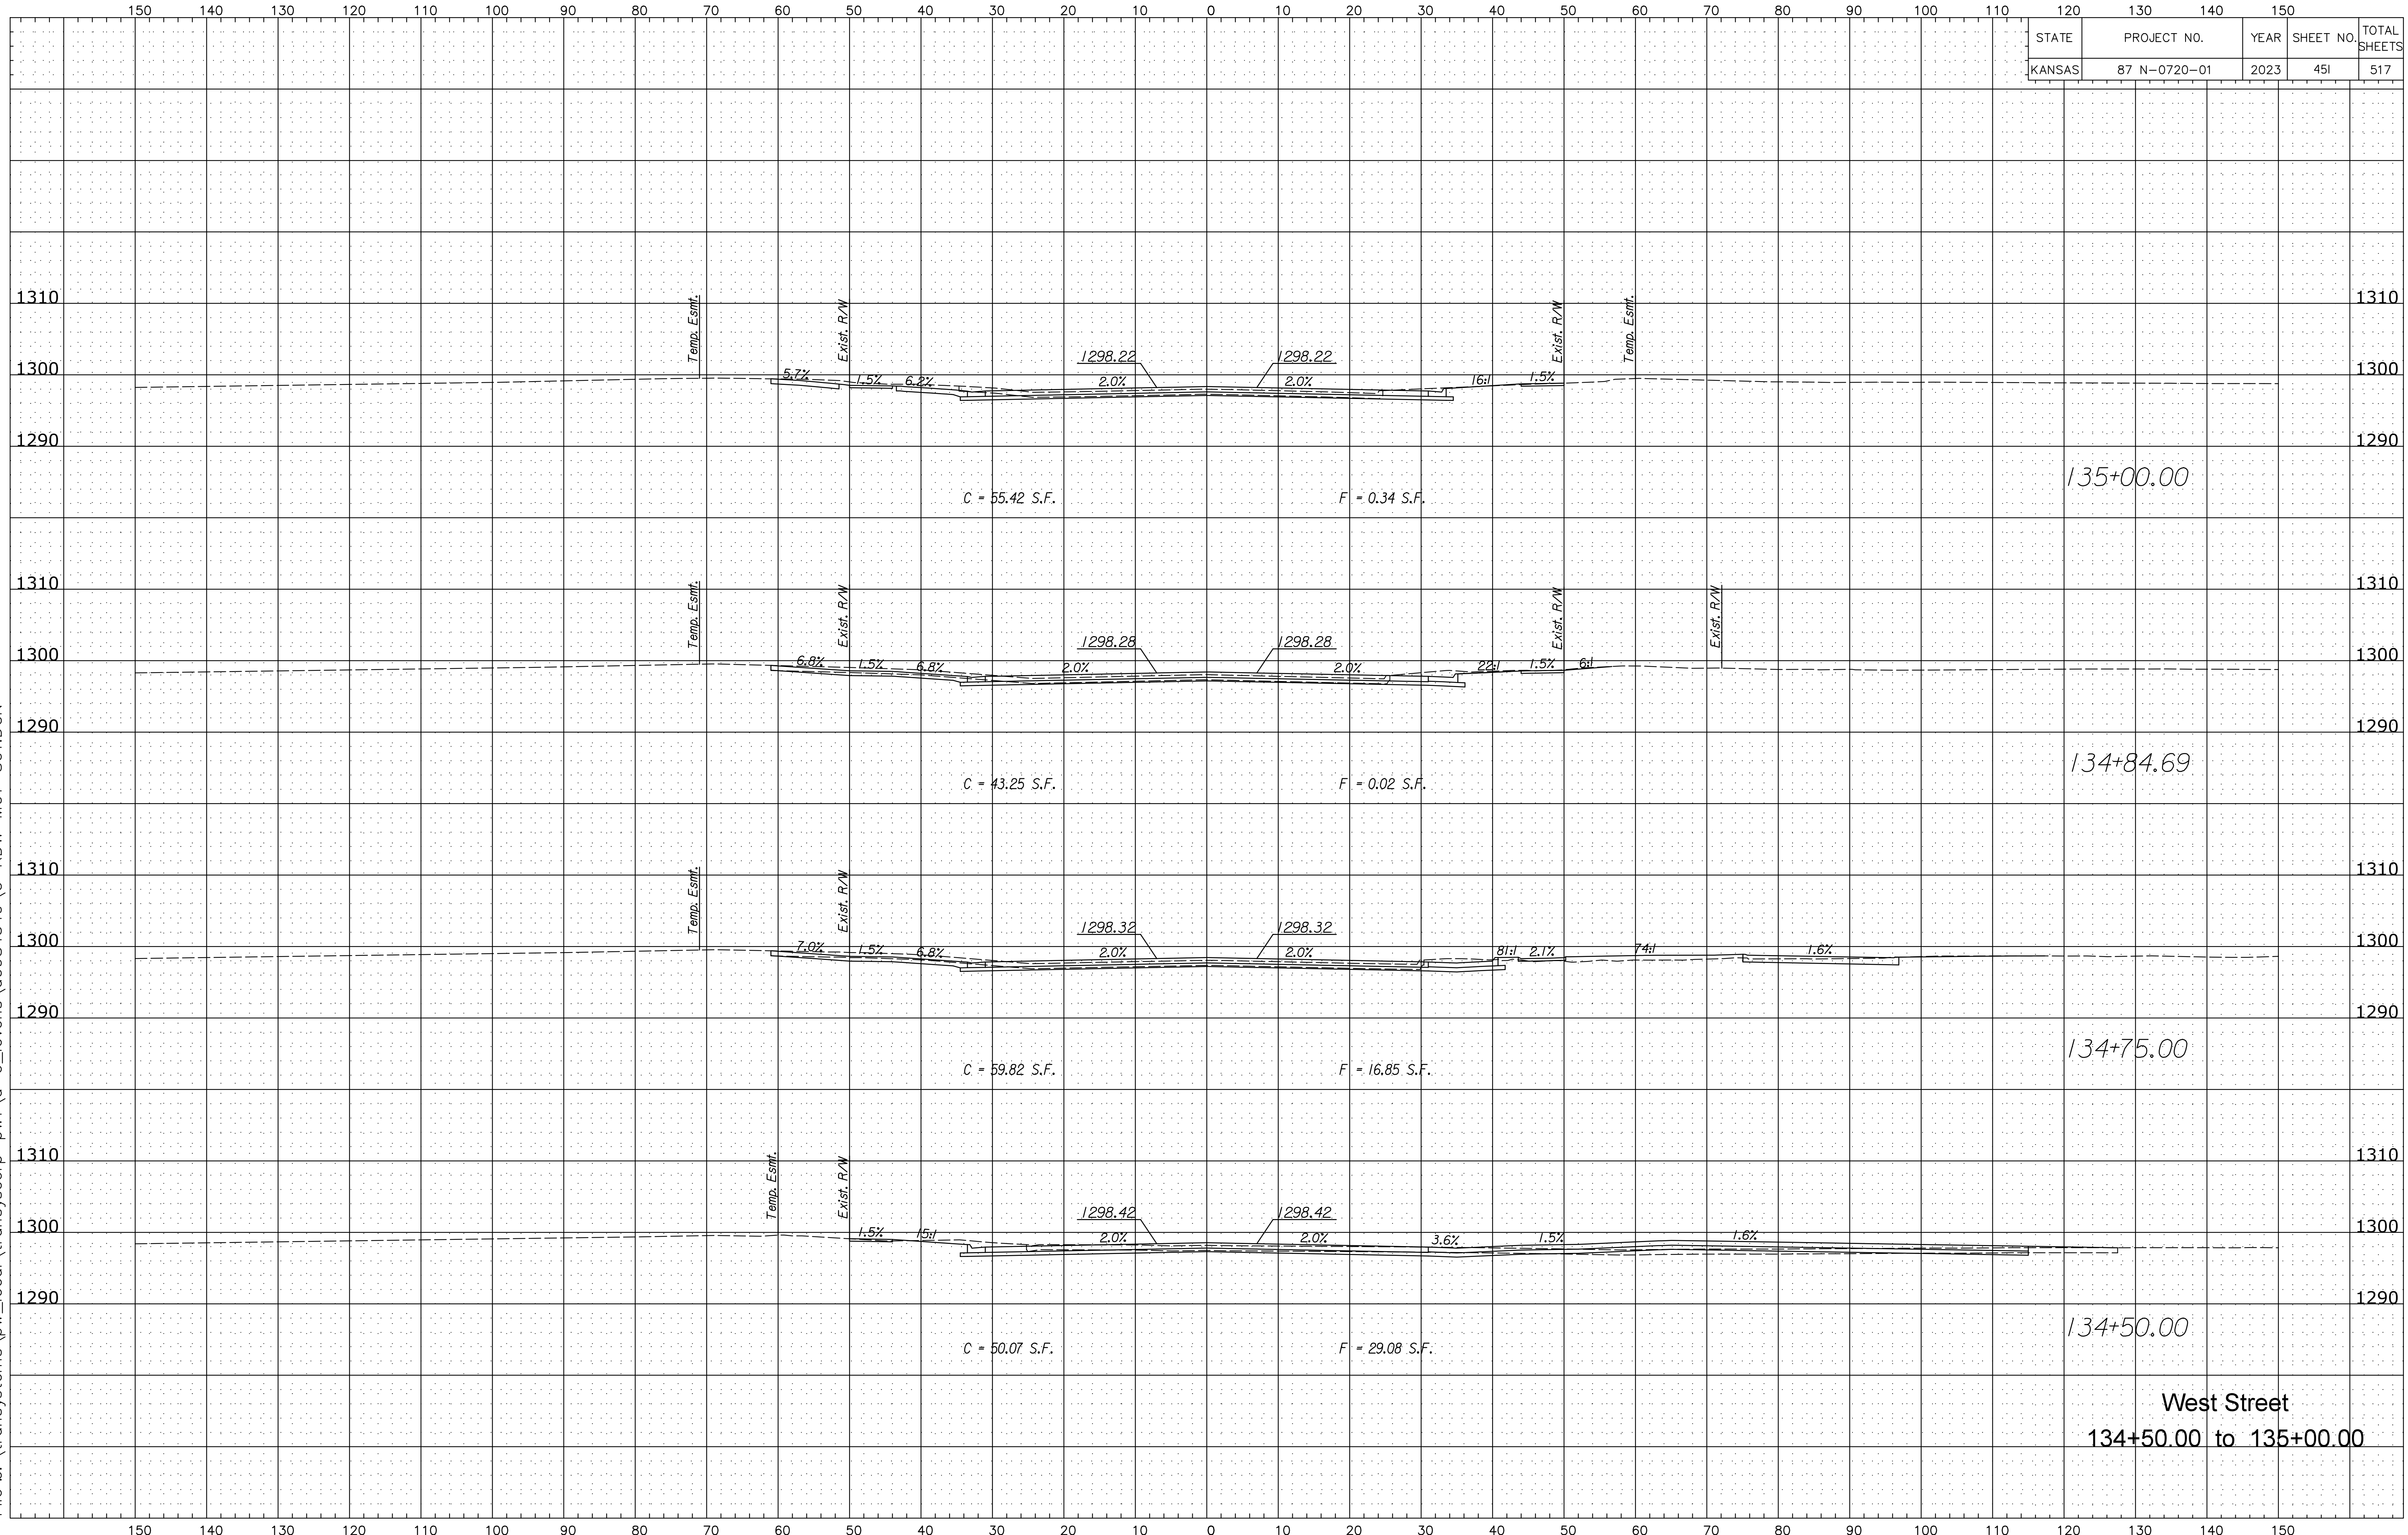 150 140 130 120 110 100 90 80 70 60 50 40 30 20 10 0 10 20 30 40 50 60 70 80 90 100 110 120 130 140 150
STATE PROJECT NO. YEAR SHEET NO. TOTAL SHEETS
KANSAS 87 N-0720-01 2023 451 517
1310 Temp. Esmt. Exist. R/W Exist. R/W Temp. Esmt. 1310
1298.22 1298.22
1300 5.7% 1.5% 6.2% 2.0% 2.0% 16:1 1.5% 1300
1290 1290
135+00.00
C = 55.42 S.F. F = 0.34 S.F.
1310 Temp. Esmt. Exist. R/W Exist. R/W Exist. R/W 1310
1298.28 1298.28
1300 6.8% 1.5% 6.8% 2.0% 2.0% 22:1 1.5% 6:1 1300
1290 1290
134+84.69
C = 43.25 S.F. F = 0.02 S.F.
1310 Temp. Esmt. Exist. R/W 1310
1298.32 1298.32
1300 7.0% 1.5% 6.8% 2.0% 2.0% 81:1 2.1% 74:1 1.6% 1300
1290 1290
134+75.00
C = 59.82 S.F. F = 16.85 S.F.
1310 Temp. Esmt. Exist. R/W 1310
1298.42 1298.42
1300 1.5% 15:1 2.0% 2.0% 3.6% 1.5% 1.6% 1300
1290 1290
134+50.00
C = 50.07 S.F. F = 29.08 S.F.
West Street
134+50.00 to 135+00.00
150 140 130 120 110 100 90 80 70 60 50 40 30 20 10 0 10 20 30 40 50 60 70 80 90 100 110 120 130 140 150